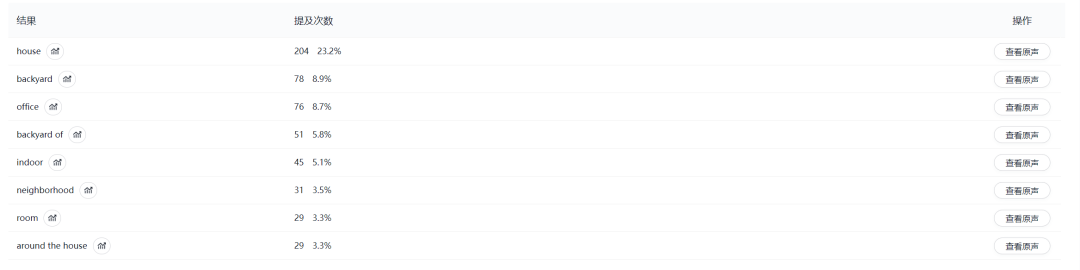 结果 提及次数 操作
house 204 23.2% 查看原声
backyard 78 8.9% 查看原声
office 76 8.7% 查看原声
backyard of 51 5.8% 查看原声
indoor 45 5.1% 查看原声
neighborhood 31 3.5% 查看原声
room 29 3.3% 查看原声
around the house 29 3.3% 查看原声